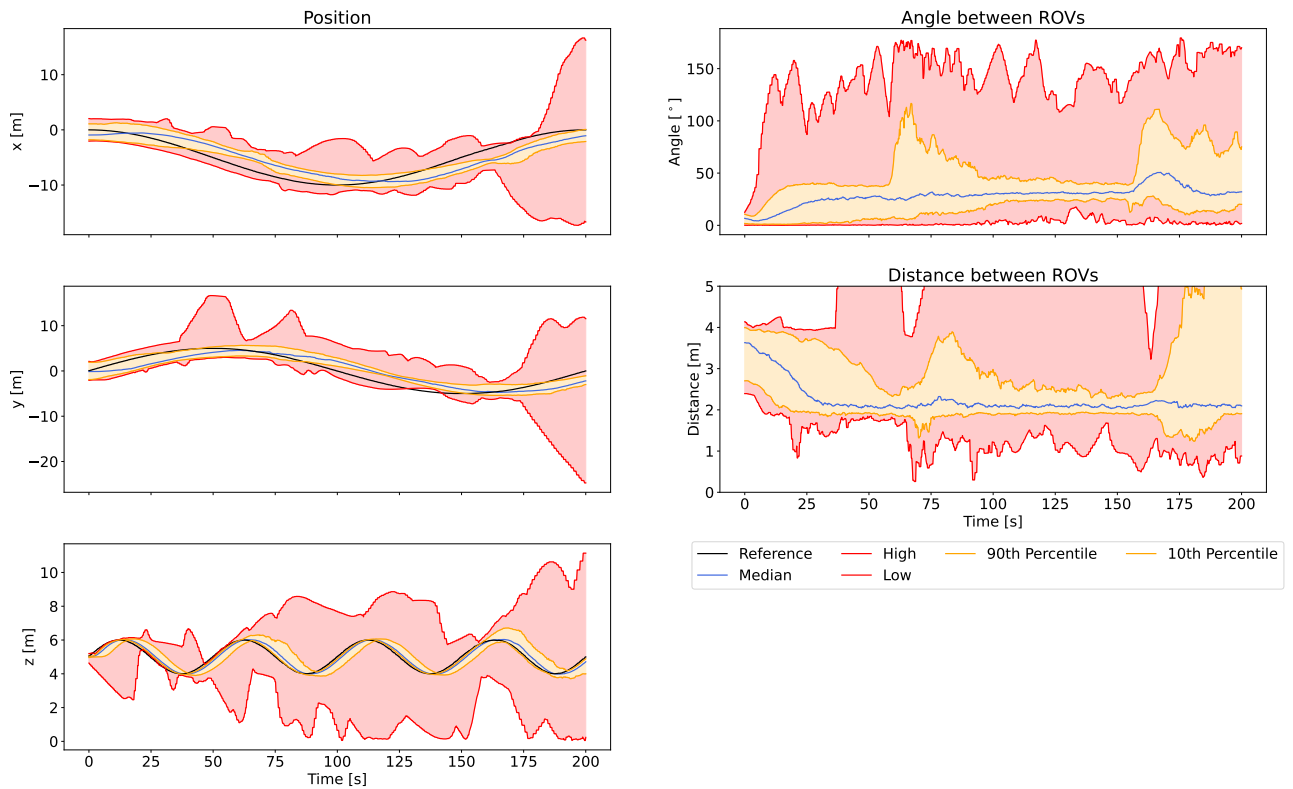 Position
10
0
−10
x [m]
10
0
−10
−20
y [m]
10
8
6
4
2
0
z [m]
0 25 50 75 100 125 150 175 200
Time [s]
Angle between ROVs
150
100
50
0
Angle [°]
Distance between ROVs
5
4
3
2
1
0
Distance [m]
0 25 50 75 100 125 150 175 200
Time [s]
Reference High 90th Percentile 10th Percentile
Median Low